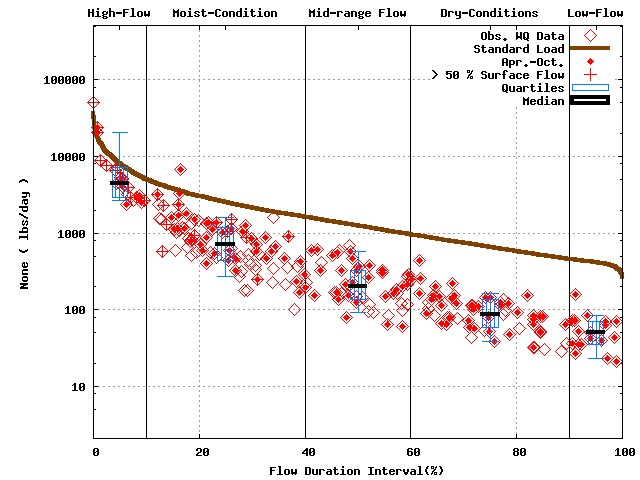 High-Flow Moist-Condition Mid-range Flow Dry-Conditions Low-Flow
Obs. WQ Data
Standard Load
Apr.-Oct.
> 50 % Surface Flow
Quartiles
Median
100000
10000
1000
100
10
None ( lbs/day )
0 20 40 60 80 100
Flow Duration Interval(%)